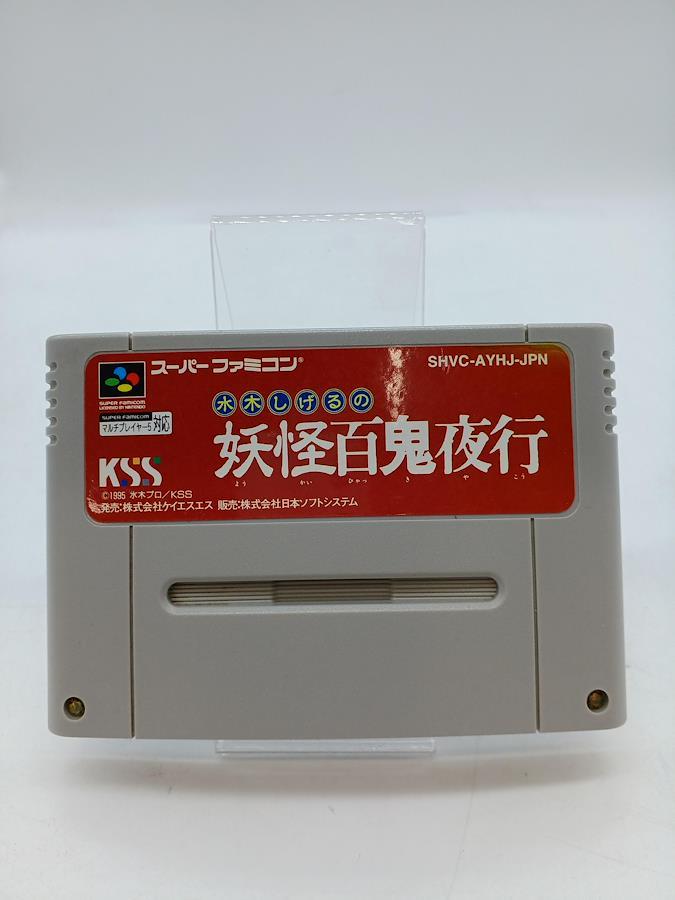 スーパーファミコン®
SHVC-AYHJ-JPN
SUPER FAMICOM
LICENSED BY NINTENDO
SUPER FAMICOM
マルチプレイヤー5 対応
水木しげるの
妖怪百鬼夜行
よう かい ひゃっ き や こう
KSS
©1995 水木プロ/KSS
発売:株式会社ケイエスエス 販売:株式会社日本ソフトシステム